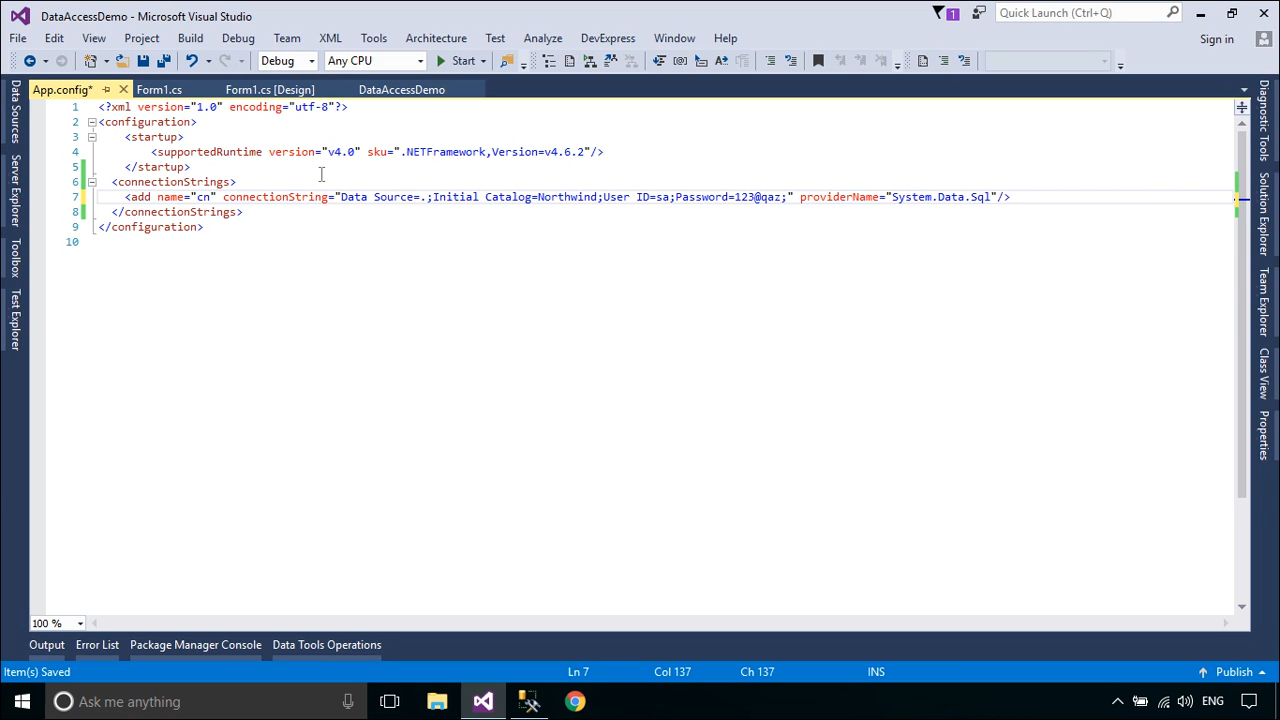 DataAccessDemo - Microsoft Visual Studio
1
Quick Launch (Ctrl+Q)
File Edit View Project Build Debug Team XML Tools Architecture Test Analyze DevExpress Window Help
Sign in
Debug Any CPU Start
App.config* Form1.cs Form1.cs [Design] DataAccessDemo
Data Sources
Server Explorer
Toolbox
Test Explorer
1 <?xml version="1.0" encoding="utf-8"?>
2 <configuration>
3 <startup>
4 <supportedRuntime version="v4.0" sku=".NETFramework,Version=v4.6.2"/>
5 </startup>
6 <connectionStrings>
7 <add name="cn" connectionString="Data Source=.;Initial Catalog=Northwind;User ID=sa;Password=123@qaz;" providerName="System.Data.Sql"/>
8 </connectionStrings>
9 </configuration>
10
Diagnostic Tools
Solution Explorer
Team Explorer
Class View
Properties
100 %
Output Error List Package Manager Console Data Tools Operations
Item(s) Saved Ln 7 Col 137 Ch 137 INS Publish
Ask me anything
ENG